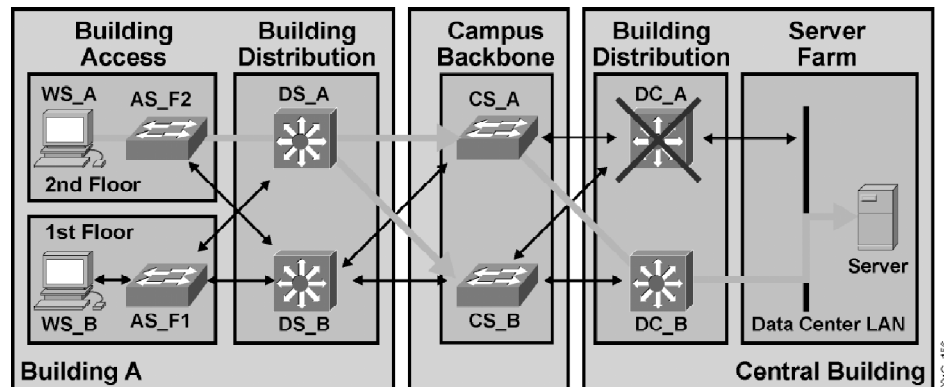 Building
Access
Building
Distribution
Campus
Backbone
Building
Distribution
Server
Farm
WS_A
AS_F2
DS_A
CS_A
DC_A
2nd Floor
1st Floor
Server
WS_B
AS_F1
DS_B
CS_B
DC_B
Data Center LAN
Building A
Central Building